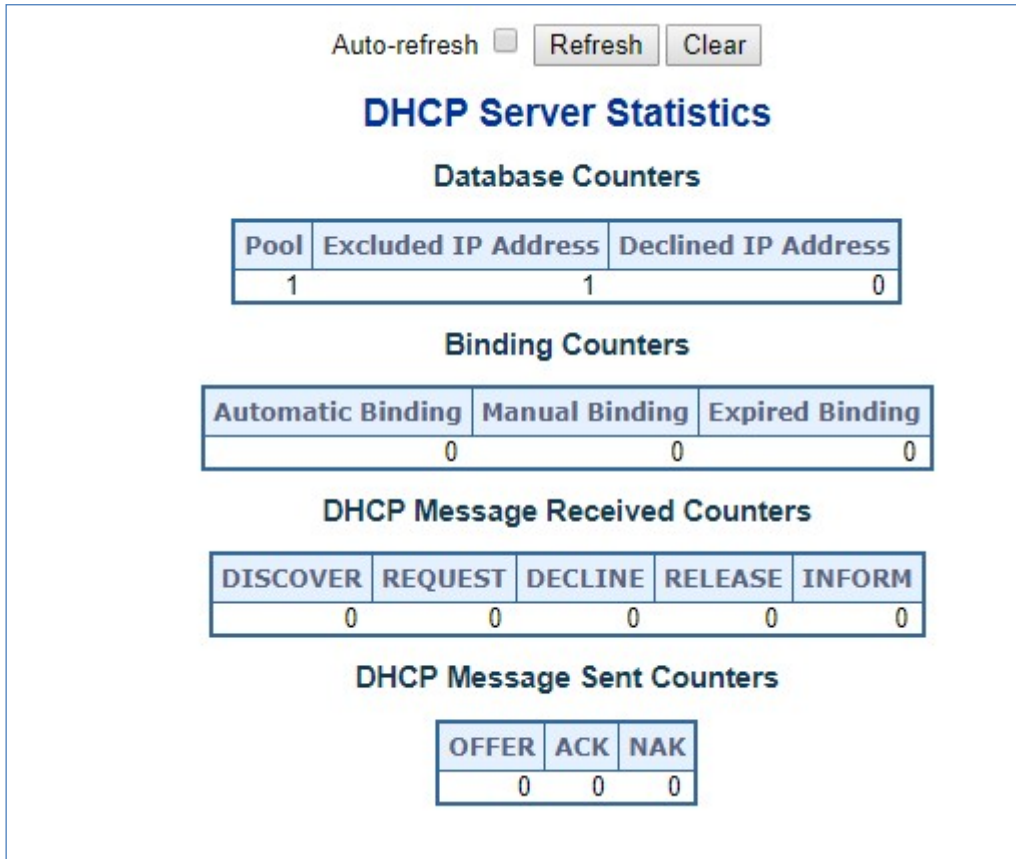 Auto-refresh Refresh Clear
DHCP Server Statistics
Database Counters
Pool Excluded IP Address Declined IP Address
1 1 0
Binding Counters
Automatic Binding Manual Binding Expired Binding
0 0 0
DHCP Message Received Counters
DISCOVER REQUEST DECLINE RELEASE INFORM
0 0 0 0 0
DHCP Message Sent Counters
OFFER ACK NAK
0 0 0